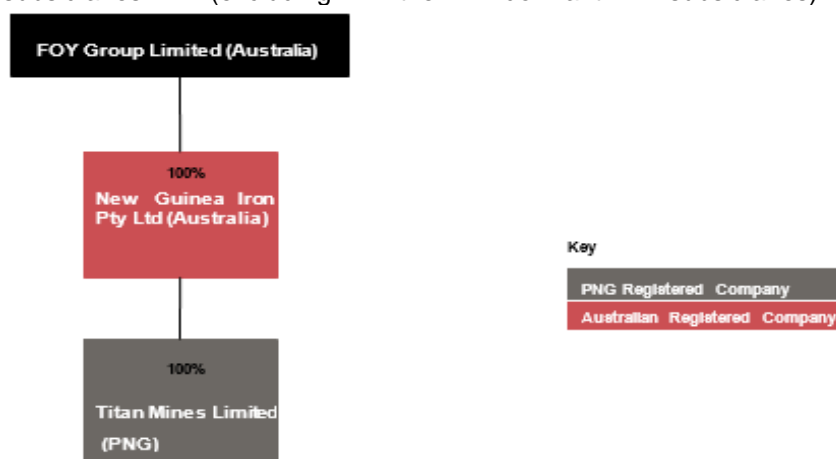 FOY Group Limited (Australia)
100%
New Guinea Iron
Pty Ltd (Australia)
Key
PNG Registered Company
Australian Registered Company
100%
Titan Mines Limited
(PNG)